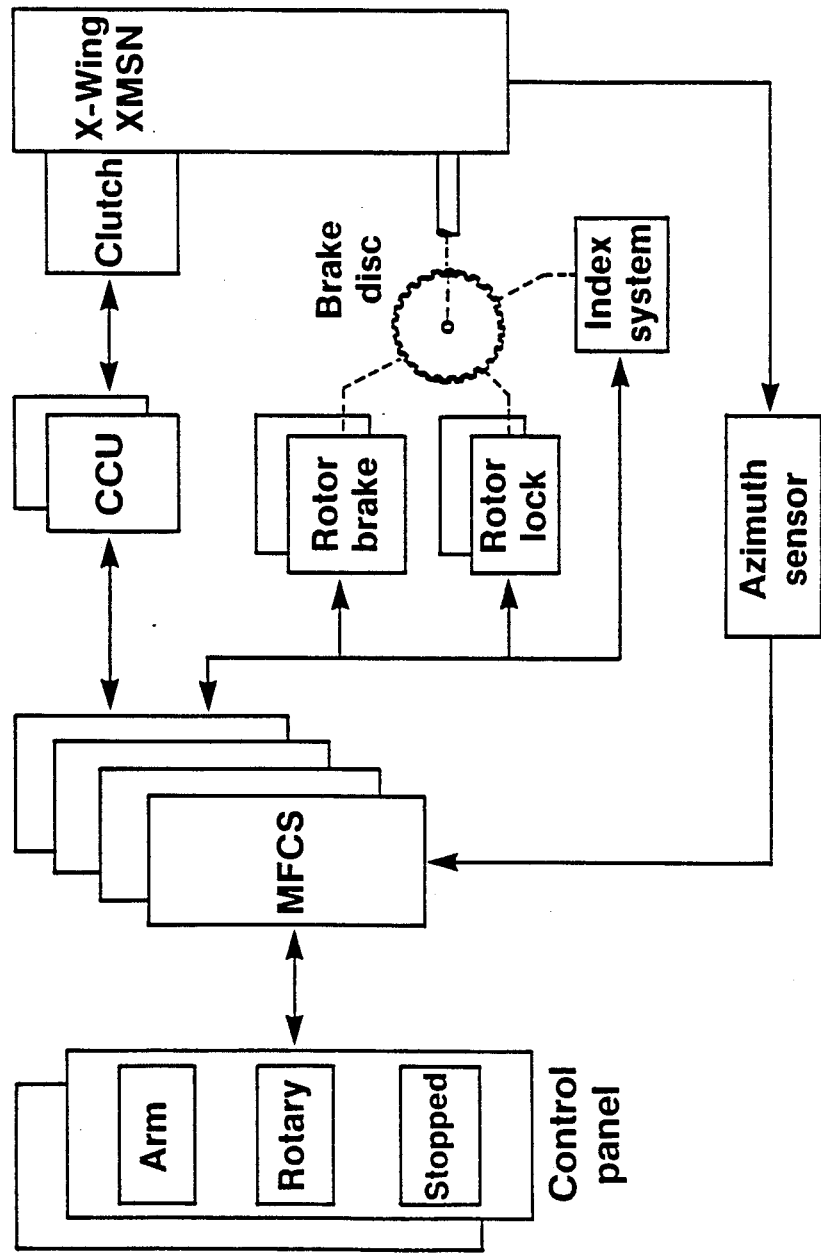 Control
panel
Arm
Rotary
Stopped
MFCS
CCU
Clutch
X-Wing
XMSN
Rotor
brake
Rotor
lock
Brake
disc
Index
system
Azimuth
sensor